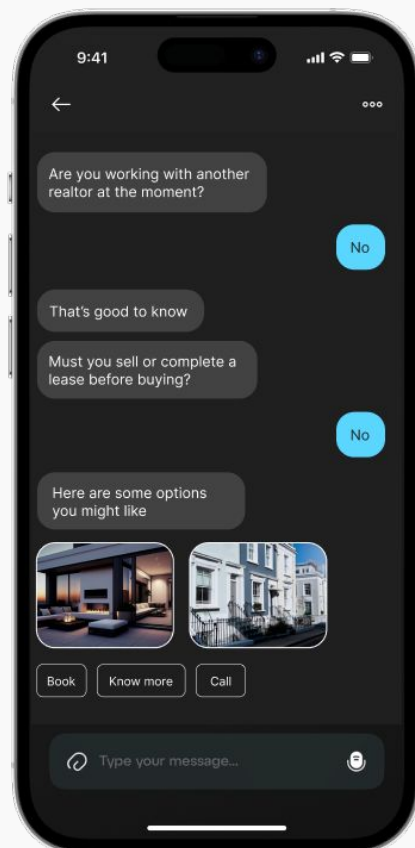 9:41
Are you working with another
realtor at the moment?
No
That's good to know
Must you sell or complete a
lease before buying?
No
Here are some options
you might like
Book
Know more
Call
Type your message...